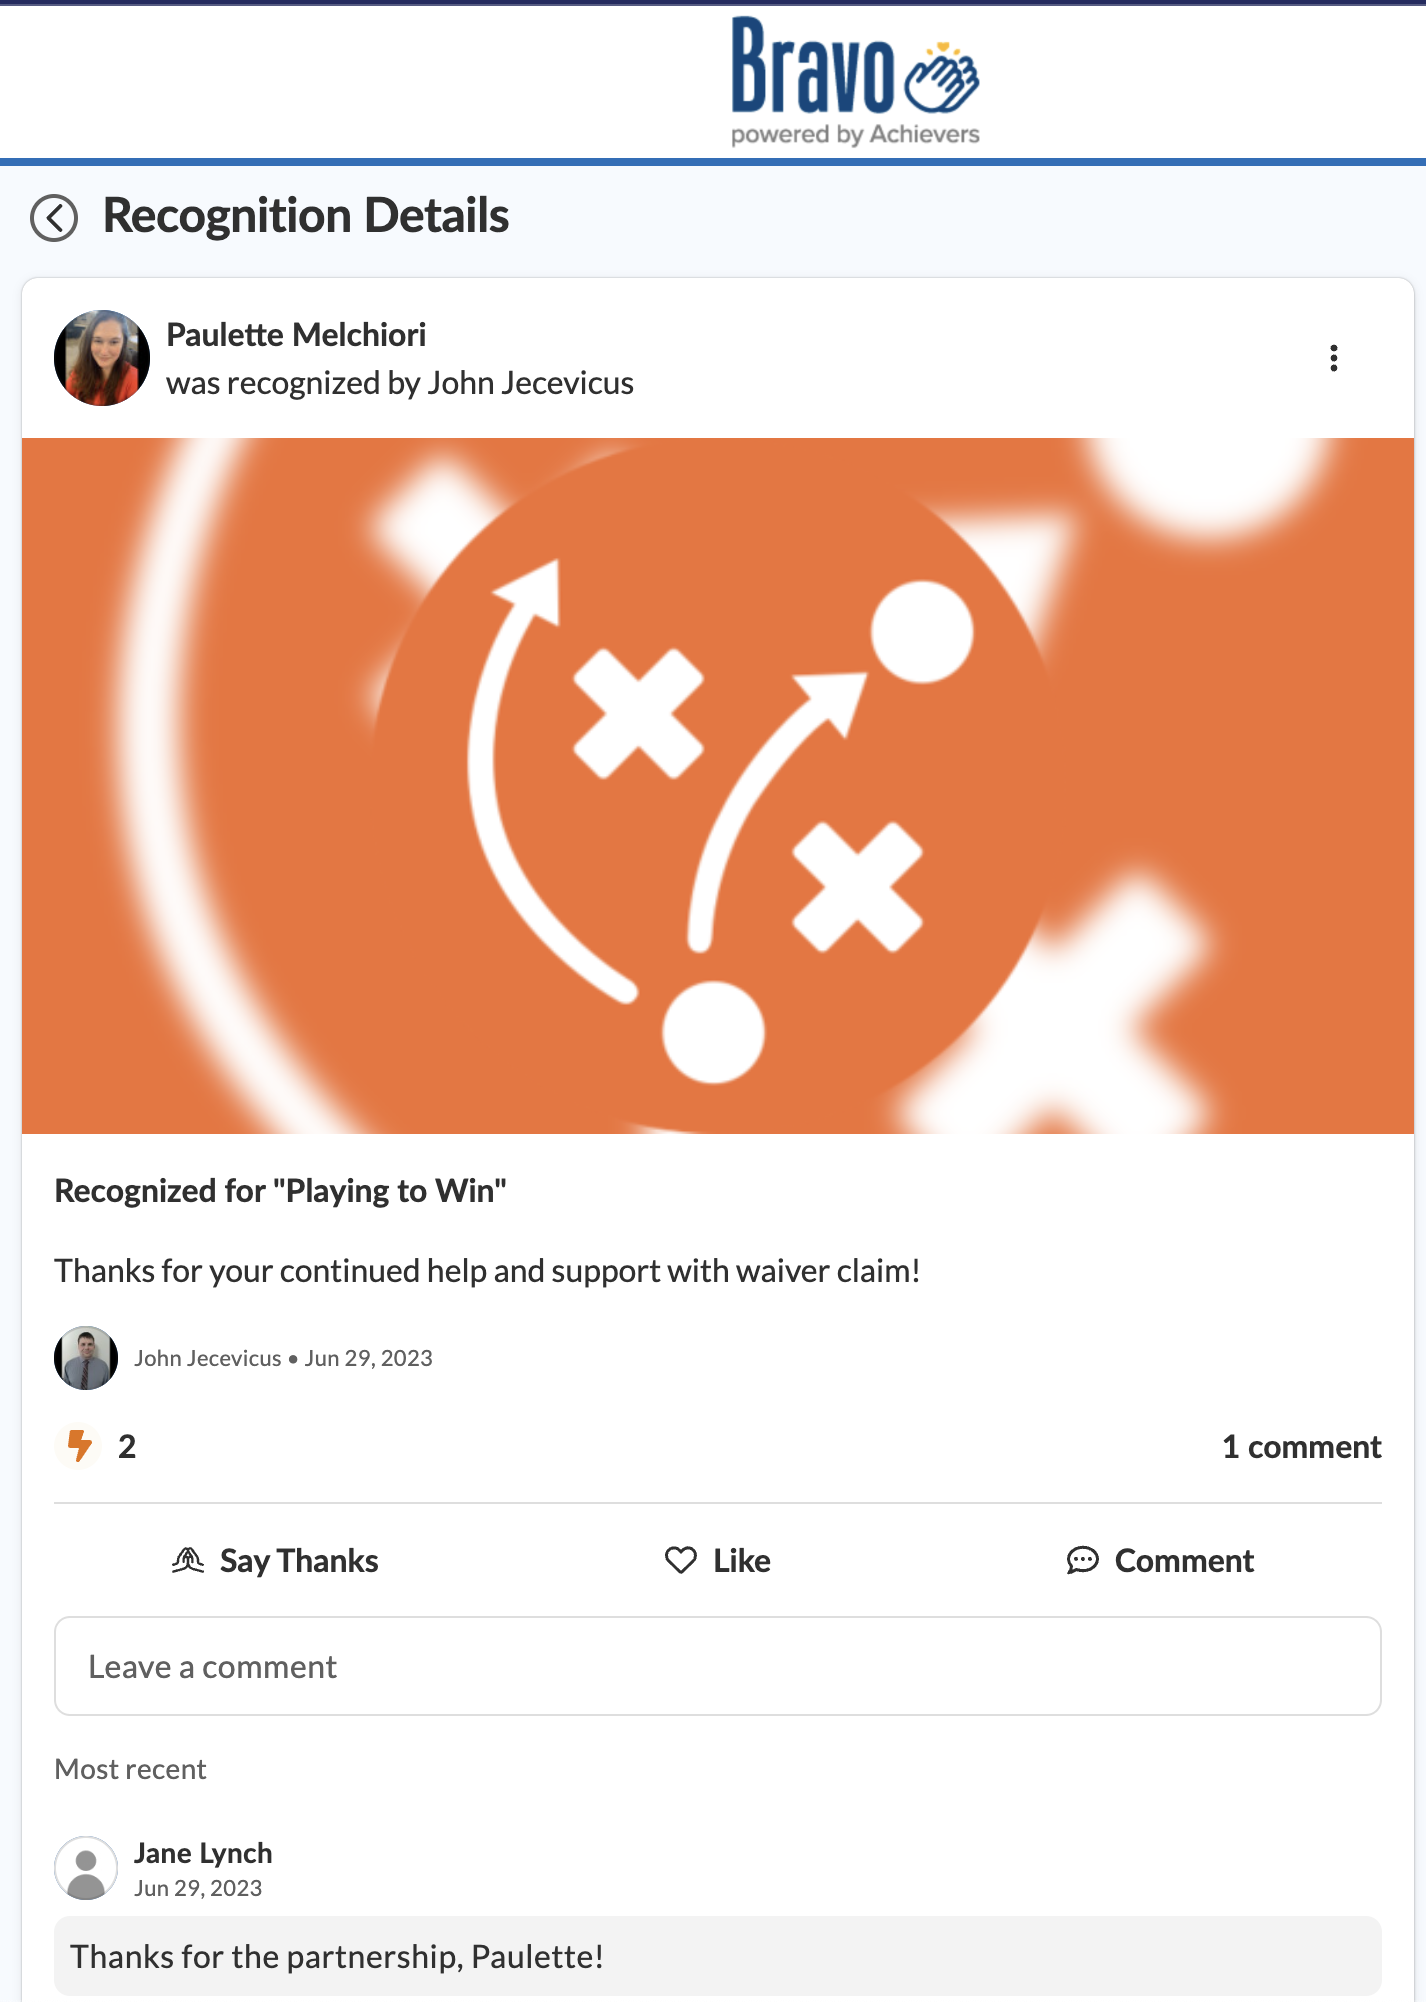 Bravo
powered by Achievers
Recognition Details
Paulette Melchiori
was recognized by John Jecevicus
Recognized for "Playing to Win"
Thanks for your continued help and support with waiver claim!
John Jecevicus • Jun 29, 2023
2
1 comment
Say Thanks
Like
Comment
Leave a comment
Most recent
Jane Lynch
Jun 29, 2023
Thanks for the partnership, Paulette!